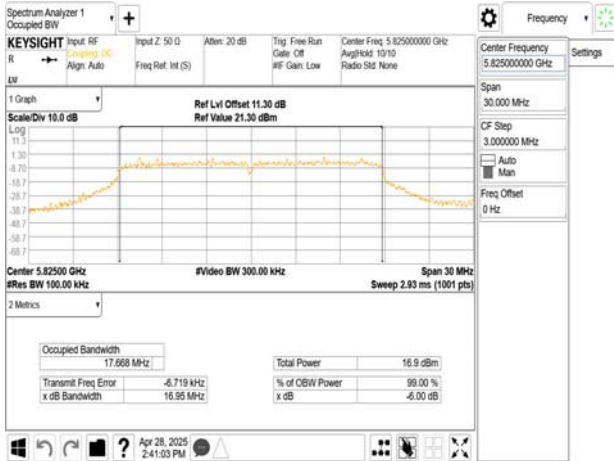 Spectrum Analyzer 1
Occupied BW
Frequency
KEYSIGHT
R
Input: RF
Coupling: DC
Align: Auto
Input Z: 50 Ω
Freq Ref: Int (S)
Atten: 20 dB
Trig: Free Run
Gate: Off
#IF Gain: Low
Center Freq: 5.825000000 GHz
Avg|Hold: 10/10
Radio Std: None
Center Frequency
5.825000000 GHz
Settings
Span
30.000 MHz
CF Step
3.000000 MHz
Auto
Man
Freq Offset
0 Hz
1 Graph
Scale/Div 10.0 dB
Ref Lvl Offset 11.30 dB
Ref Value 21.30 dBm
Log
11.3
1.30
-8.70
-18.7
-28.7
-38.7
-48.7
-58.7
-68.7
Center 5.82500 GHz
#Video BW 300.00 kHz
Span 30 MHz
#Res BW 100.00 kHz
Sweep 2.93 ms (1001 pts)
2 Metrics
Occupied Bandwidth
17.668 MHz
Total Power
16.9 dBm
Transmit Freq Error
-6.719 kHz
% of OBW Power
99.00 %
x dB Bandwidth
16.95 MHz
x dB
-6.00 dB
?
Apr 28, 2025
2:41:03 PM